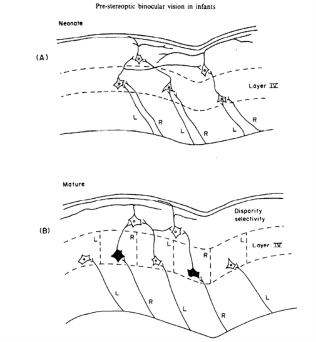 Pre-stereoptic binocular vision in infants
Neonate
(A)
Layer IV
L R L R L R
Mature
Disparity
selectivity
(B)
L R L R L
Layer IV
L R L R L